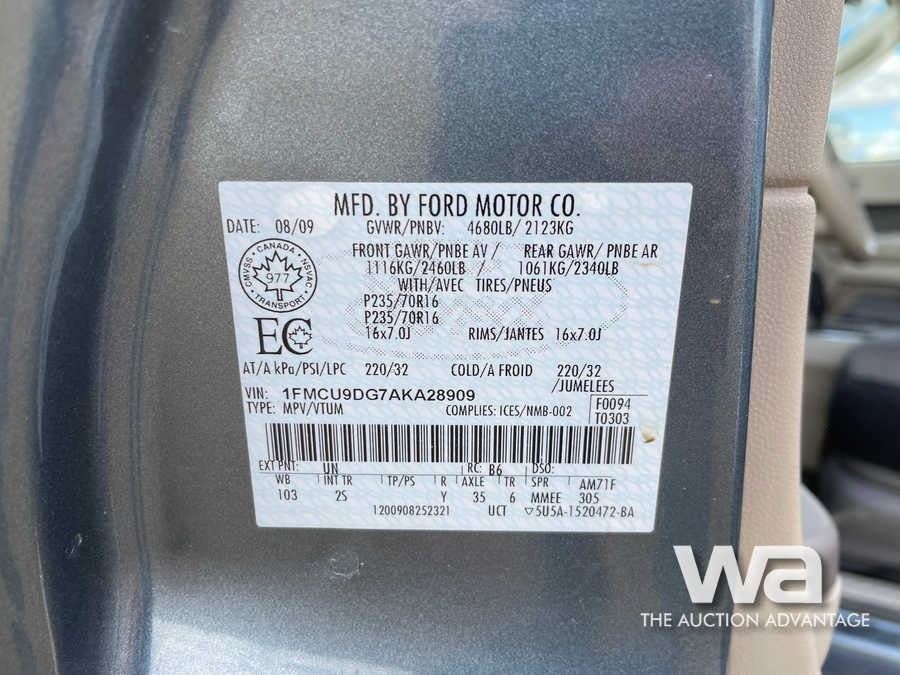 MFD. BY FORD MOTOR CO.
DATE: 08/09 GVWR/PNBV: 4680LB/ 2123KG
FRONT GAWR/PNBE AV / REAR GAWR/ PNBE AR
1116KG/2460LB / 1061KG/2340LB
WITH/AVEC TIRES/PNEUS
P235/70R16
P235/70R16
16x7.0J RIMS/JANTES 16x7.0J
CANADA
CMVSS NSVAC
977
TRANSPORT
EC
AT/A kPa/PSI/LPC 220/32 COLD/A FROID 220/32
/JUMELEES
VIN: 1FMCU9DG7AKA28909
TYPE: MPV/VTUM COMPLIES: ICES/NMB-002
F0094
T0303
EXT PNT: UN RC: B6 DSO:
WB INT TR TP/PS R AXLE TR SPR AM71F
103 2S Y 35 6 MMEE 305
1200908252321 UCT ▽5U5A-1520472-BA
wa
THE AUCTION ADVANTAGE